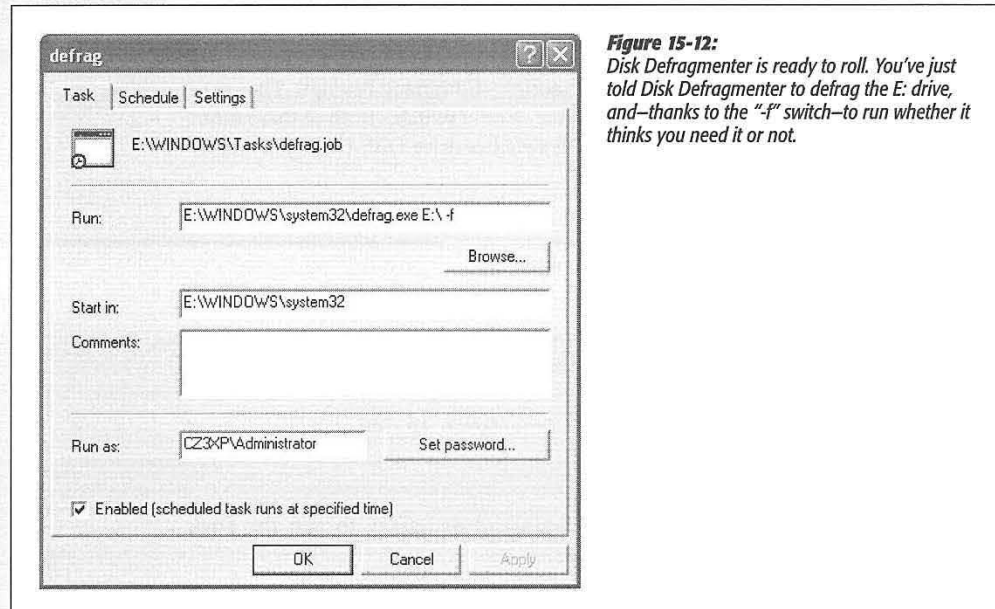 defrag
Task
Schedule
Settings
E:\WINDOWS\Tasks\defrag.job
Run:
E:\WINDOWS\system32\defrag.exe E:\ -f
Browse...
Start in:
E:\WINDOWS\system32
Comments:
Run as:
CZ3XP\Administrator
Set password...
Enabled (scheduled task runs at specified time)
OK
Cancel
Apply
Figure 15-12:
Disk Defragmenter is ready to roll. You've just
told Disk Defragmenter to defrag the E: drive,
and—thanks to the "-f" switch—to run whether it
thinks you need it or not.